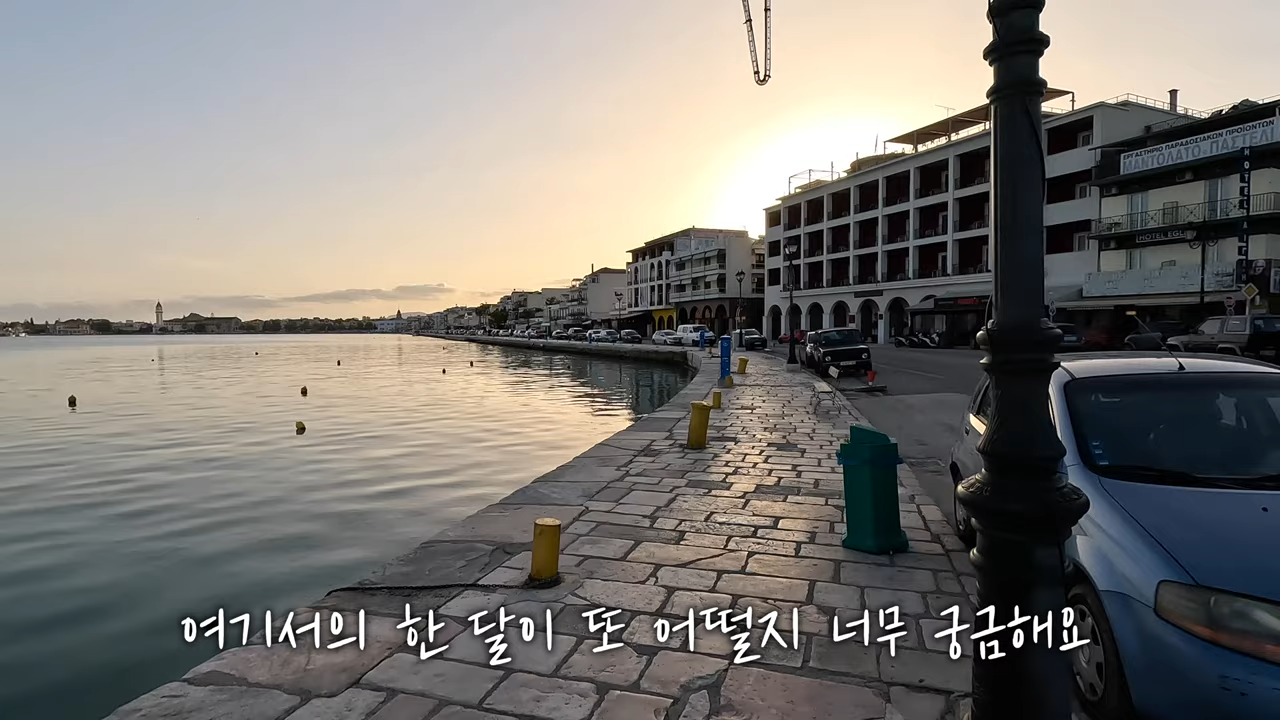 ΕΡΓΑΣΤΗΡΙΟ ΠΑΡΑΔΟΣΙΑΚΩΝ ΠΡΟΪΟΝΤΩΝ
ΜΑΝΤΟΛΑΤΟ - ΠΑΣΤΕΛΙ
HOTEL EGLI
여기서의 한 달이 또 어떨지 너무 궁금해요